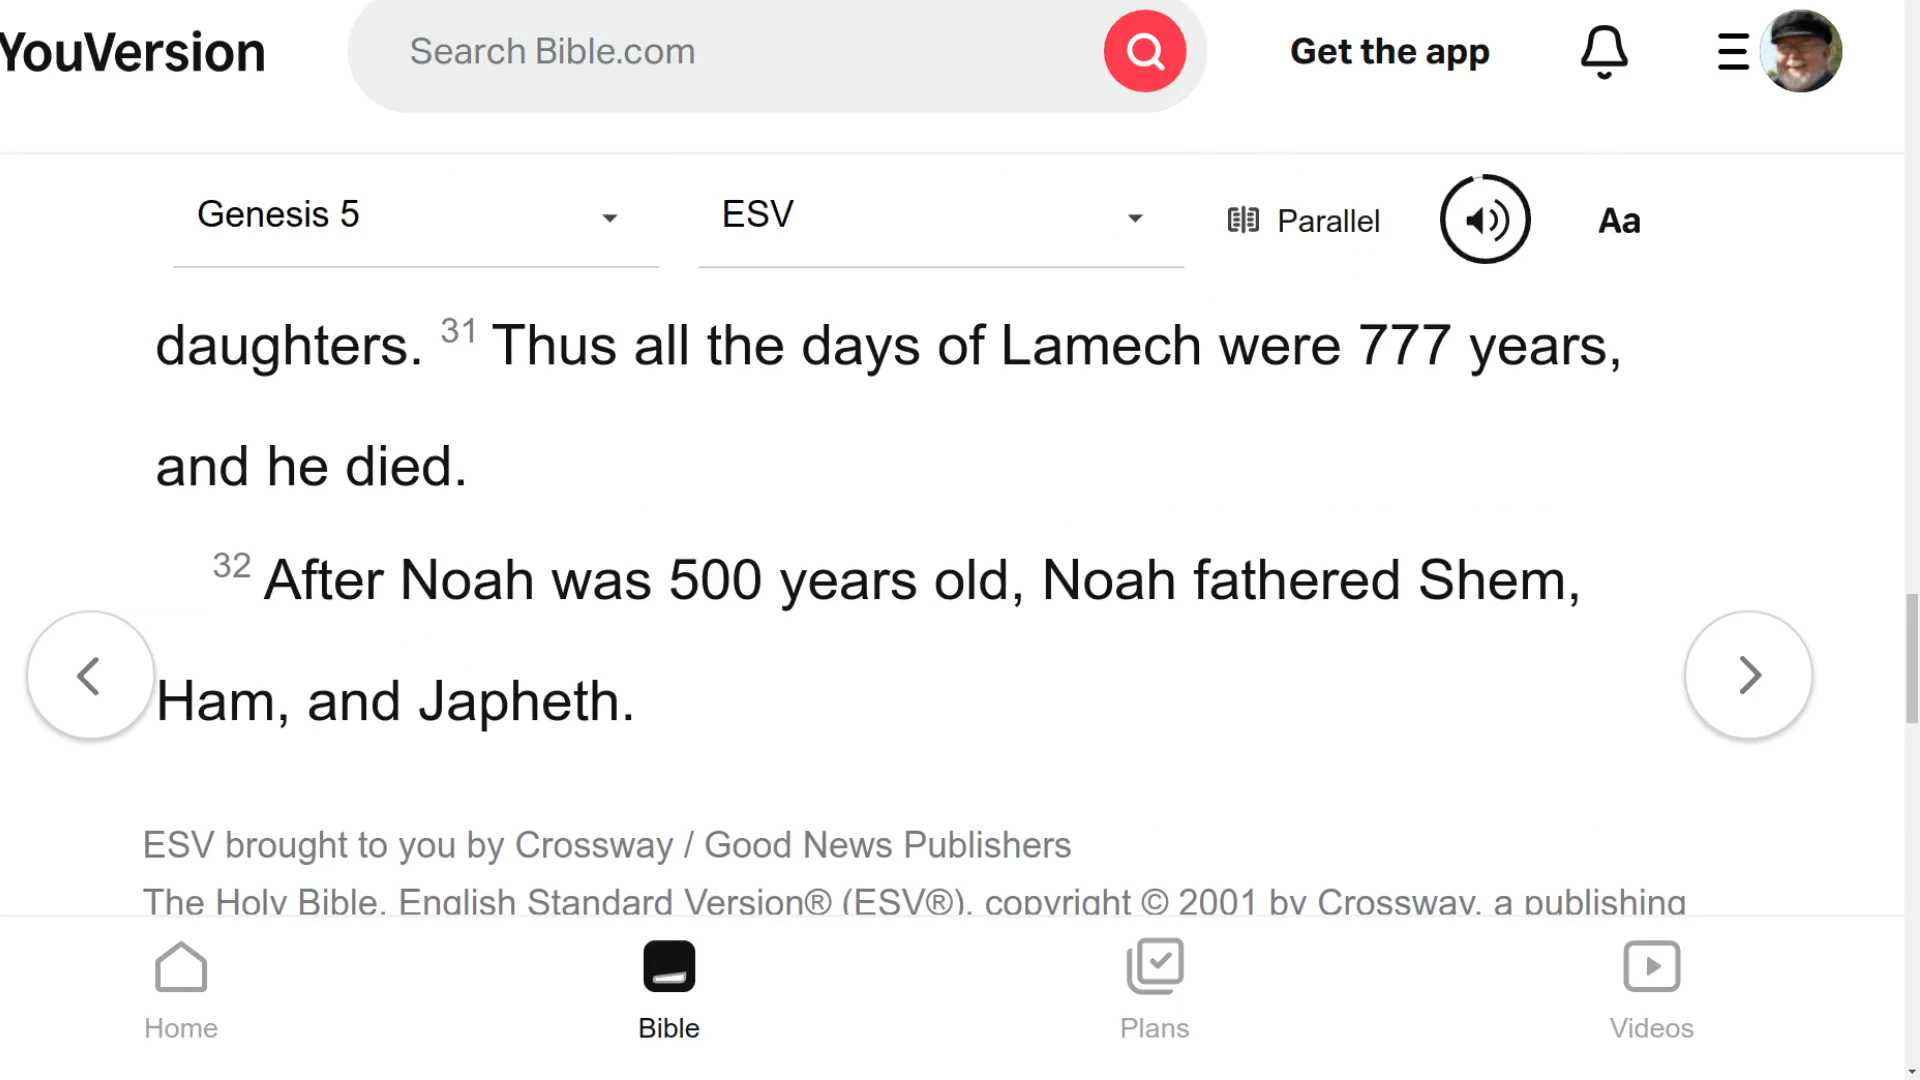 YouVersion
Search Bible.com
Get the app
Genesis 5
ESV
Parallel
Aa
daughters. 31 Thus all the days of Lamech were 777 years,
and he died.
32 After Noah was 500 years old, Noah fathered Shem,
Ham, and Japheth.
ESV brought to you by Crossway / Good News Publishers
The Holy Bible, English Standard Version® (ESV®), copyright © 2001 by Crossway, a publishing
Home
Bible
Plans
Videos